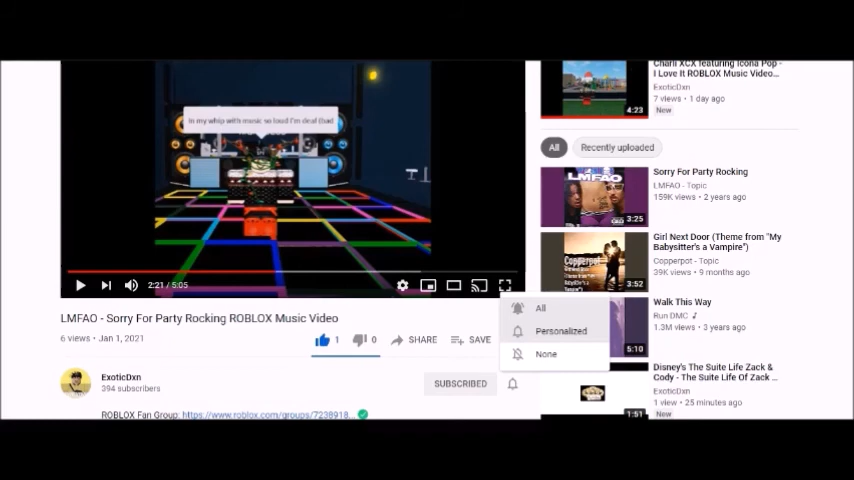 In my whip with music so loud I'm deaf (bad
2:21 / 5:05
LMFAO - Sorry For Party Rocking ROBLOX Music Video
6 views • Jan 1, 2021
1
0
SHARE
SAVE
ExoticDxn
394 subscribers
SUBSCRIBED
ROBLOX Fan Group: https://www.roblox.com/groups/7238918...
All
Personalized
None
Charli XCX featuring Icona Pop -
I Love It ROBLOX Music Video...
ExoticDxn
7 views • 1 day ago
New
4:23
All
Recently uploaded
LMFAO
3:25
Sorry For Party Rocking
LMFAO - Topic
159K views • 2 years ago
Copperpot
3:52
Girl Next Door (Theme from "My
Babysitter's a Vampire")
Copperpot - Topic
39K views • 9 months ago
5:10
Walk This Way
Run DMC
1.3M views • 3 years ago
1:51
Disney's The Suite Life Zack &
Cody - The Suite Life Of Zack ...
ExoticDxn
1 view • 25 minutes ago
New